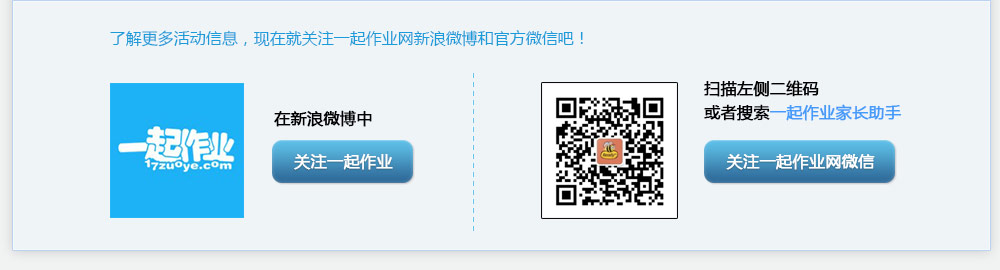 了解更多活动信息，现在就关注一起作业网新浪微博和官方微信吧！
一起作业
17zuoye.com
在新浪微博中
关注一起作业
扫描左侧二维码
或者搜索一起作业家长助手
关注一起作业网微信